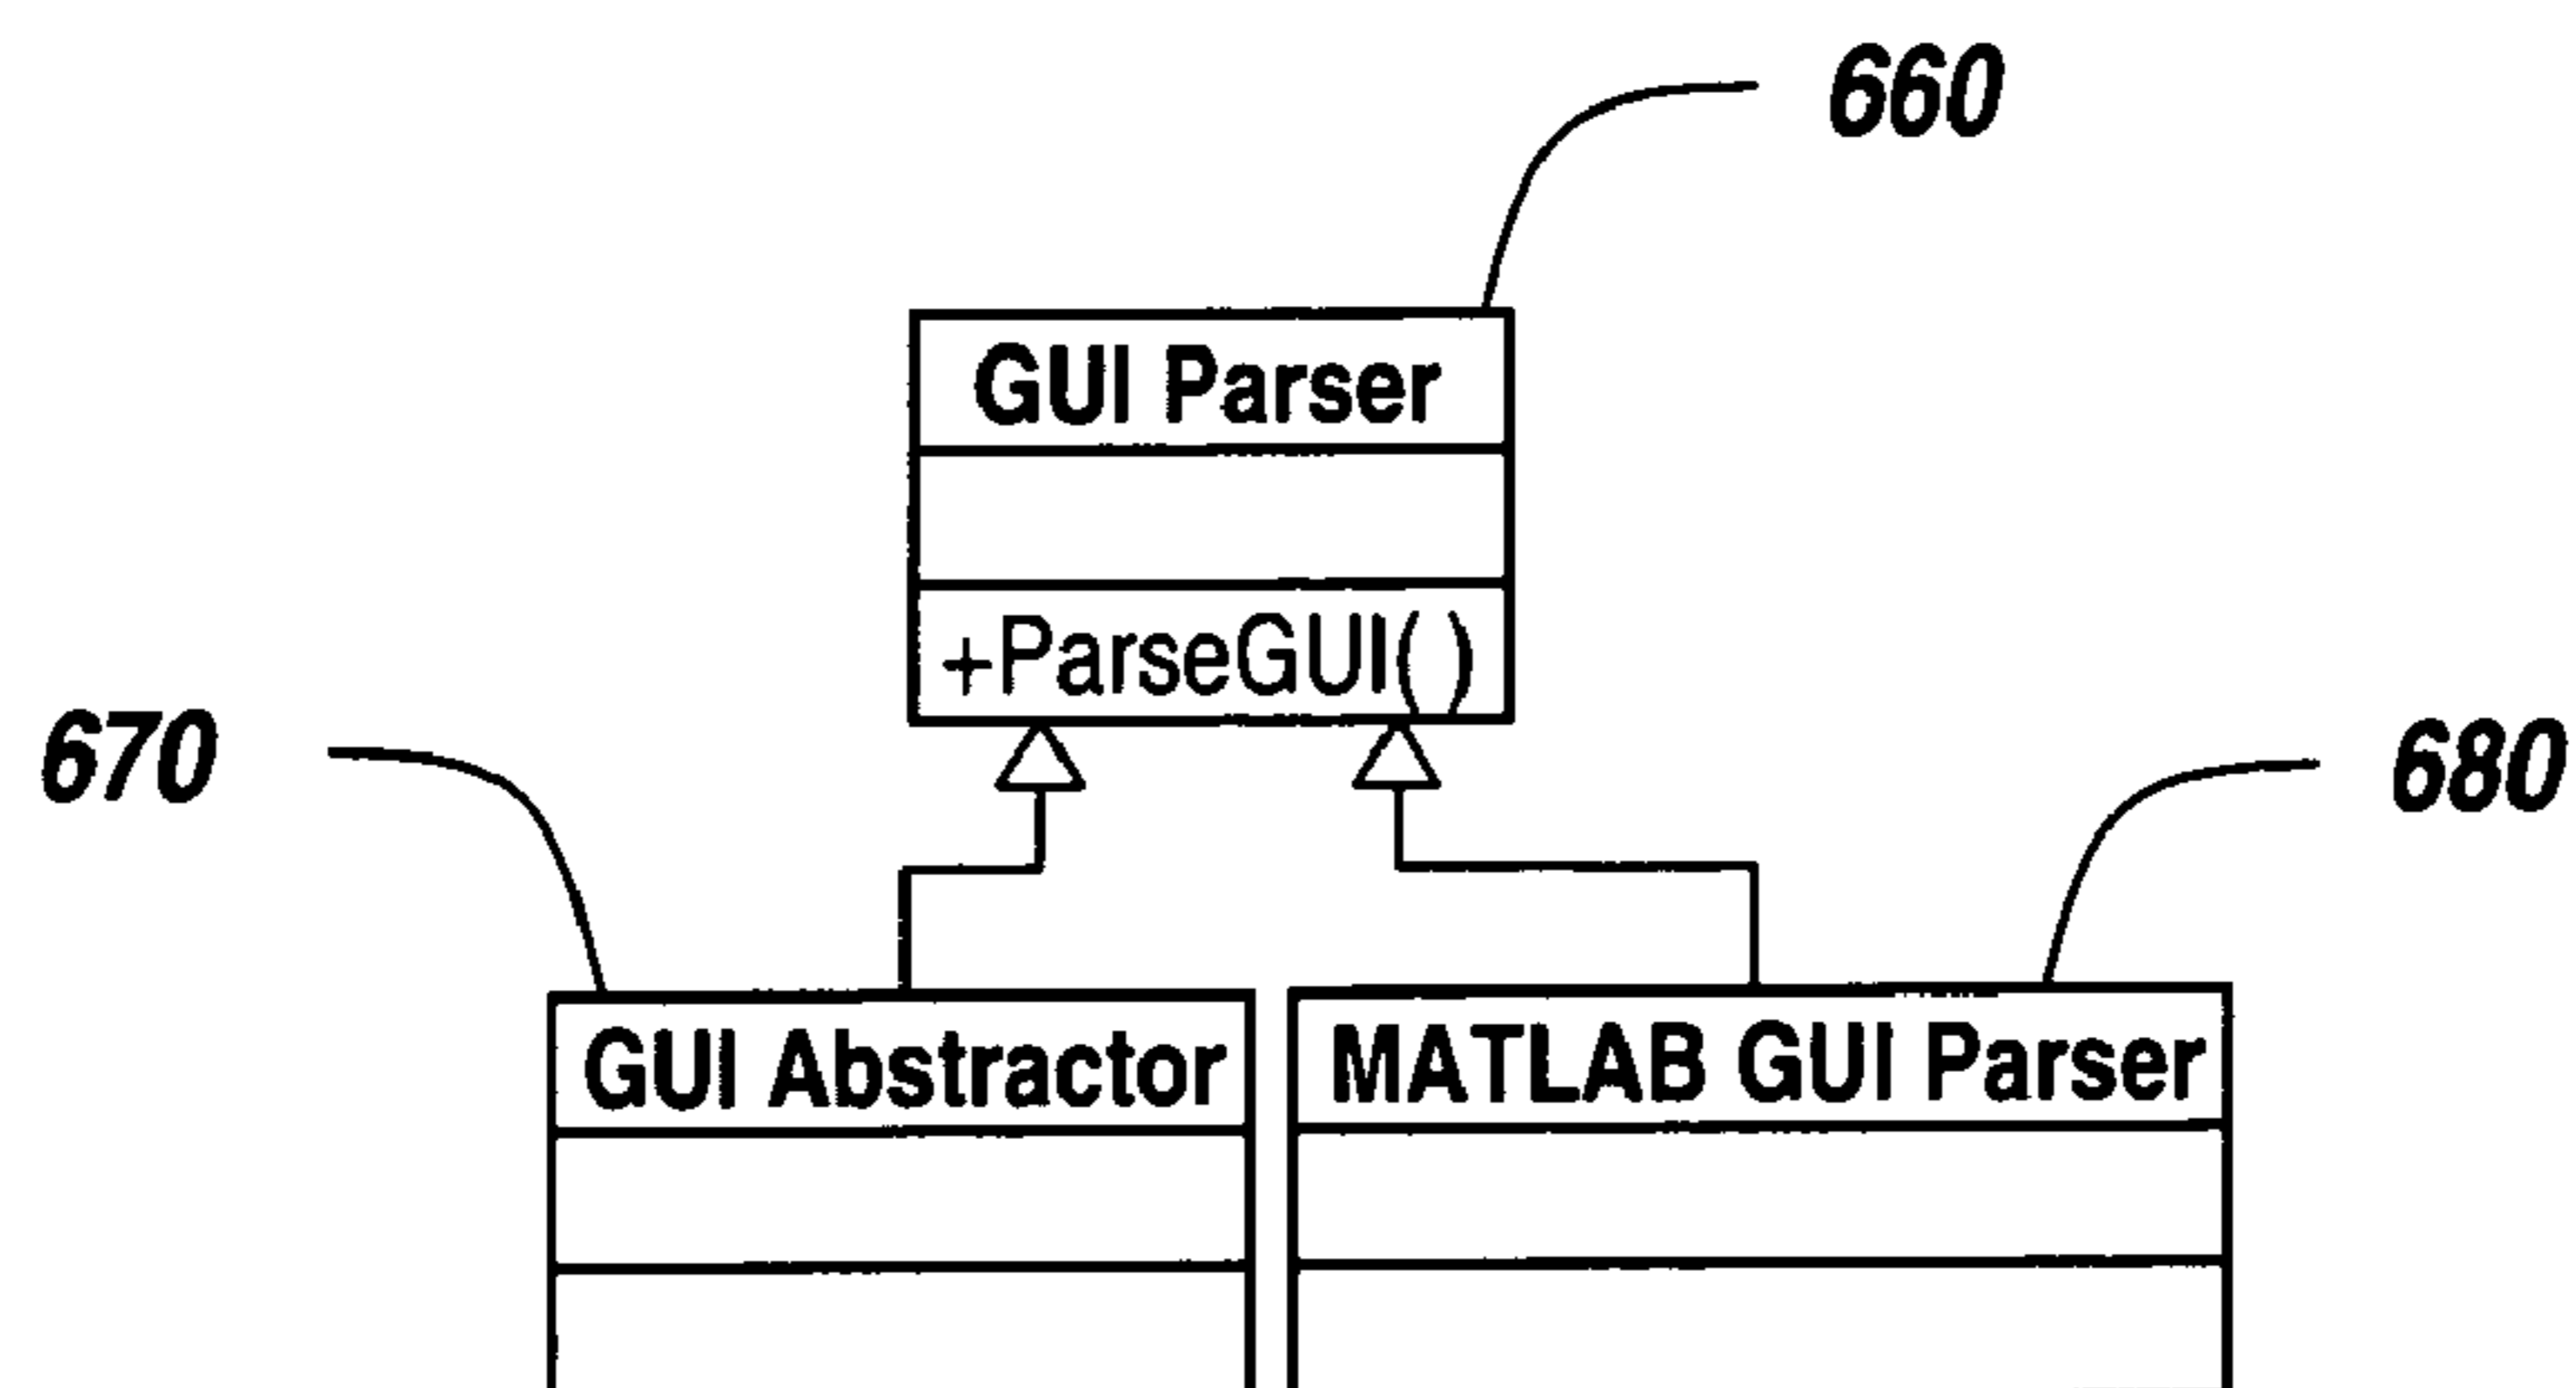 660
GUI Parser
+ParseGUI( )
670
680
GUI Abstractor
MATLAB GUI Parser